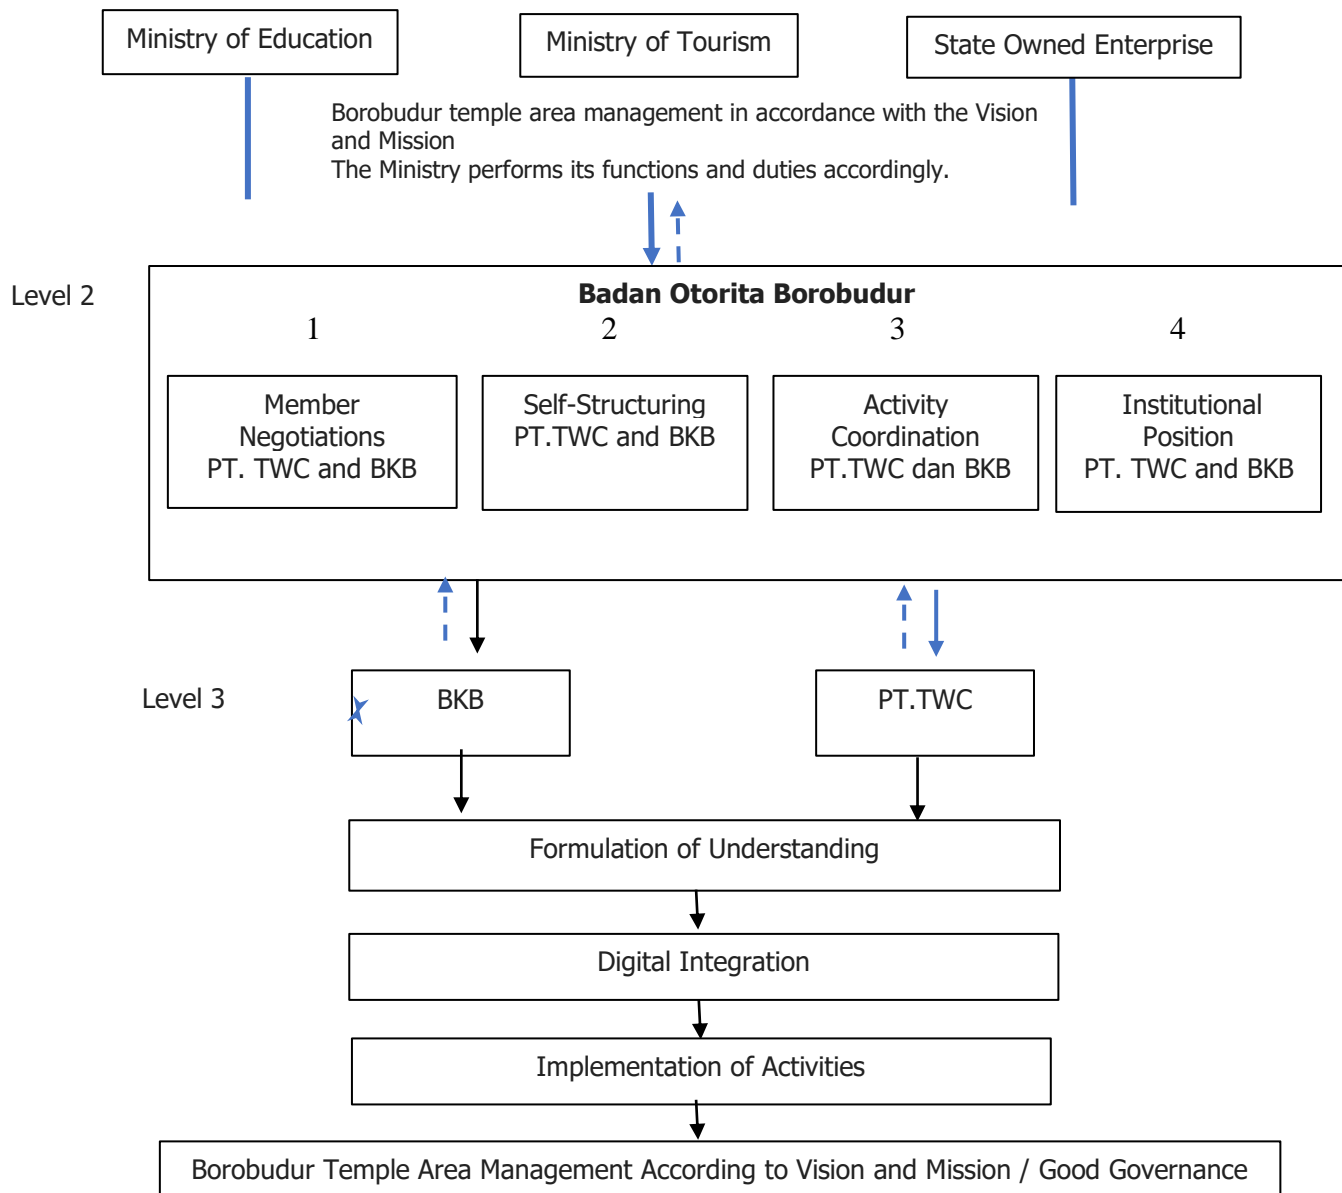 Ministry of Education
Ministry of Tourism
State Owned Enterprise
Borobudur temple area management in accordance with the Vision
and Mission
The Ministry performs its functions and duties accordingly.
Level 2
Badan Otorita Borobudur
1
2
3
4
Member
Negotiations
PT. TWC and BKB
Self-Structuring
PT.TWC and BKB
Activity
Coordination
PT.TWC dan BKB
Institutional
Position
PT. TWC and BKB
Level 3
BKB
PT.TWC
Formulation of Understanding
Digital Integration
Implementation of Activities
Borobudur Temple Area Management According to Vision and Mission / Good Governance